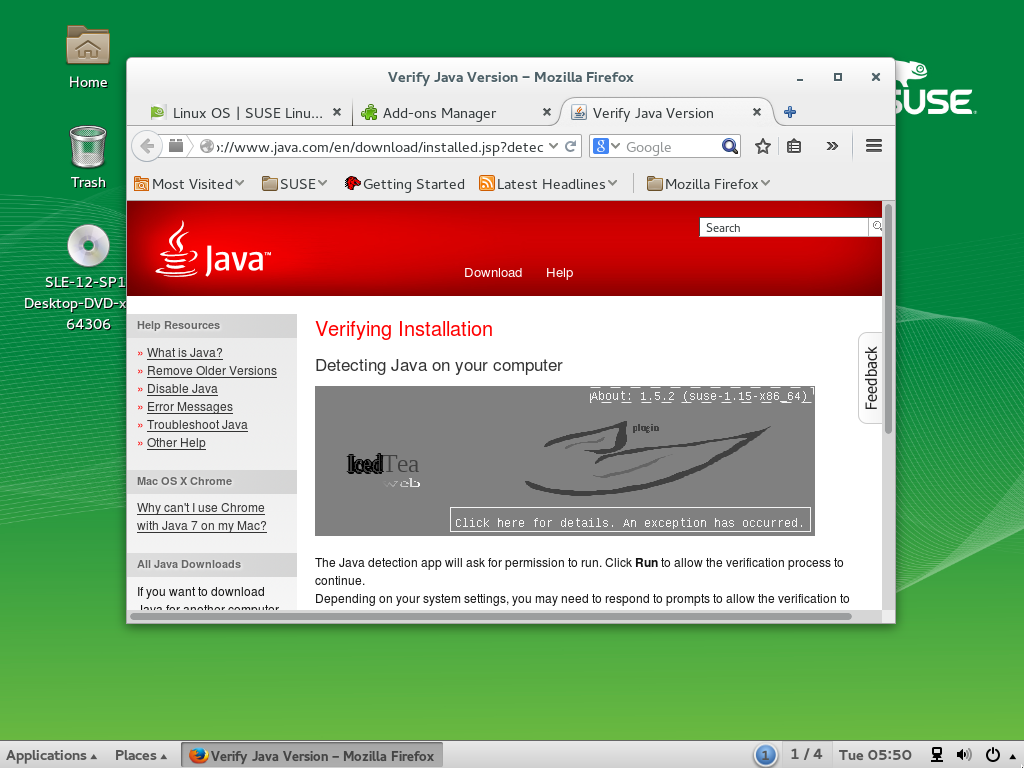 Home
Trash
SLE-12-SP1
Desktop-DVD-x
64306
SUSE
Verify Java Version – Mozilla Firefox
Linux OS | SUSE Linu...
Add-ons Manager
Verify Java Version
://www.java.com/en/download/installed.jsp?detec
Google
Most Visited
SUSE
Getting Started
Latest Headlines
Mozilla Firefox
Java™
Search
Download
Help
Help Resources
» What is Java?
» Remove Older Versions
» Disable Java
» Error Messages
» Troubleshoot Java
» Other Help
Mac OS X Chrome
Why can't I use Chrome
with Java 7 on my Mac?
All Java Downloads
If you want to download
Java for another computer
Verifying Installation
Detecting Java on your computer
About: 1.5.2 (suse-1.15-x86_64)
plugin
IcedTea
web
Click here for details. An exception has occurred.
The Java detection app will ask for permission to run. Click Run to allow the verification process to
continue.
Depending on your system settings, you may need to respond to prompts to allow the verification to
Feedback
Applications
Places
Verify Java Version – Mozilla Firefox
1
1 / 4
Tue 05:50